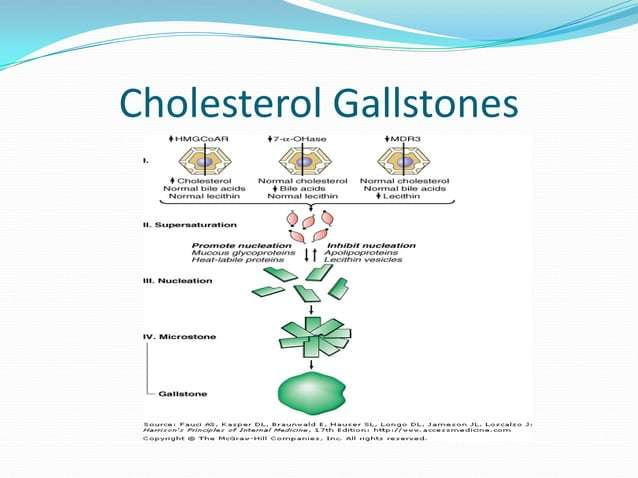 Cholesterol Gallstones
↑HMGCoAR ↓7-α-OHase ↓MDR3
I.
↑Cholesterol Normal cholesterol Normal cholesterol
Normal bile acids ↓Bile acids Normal bile acids
Normal lecithin Normal lecithin ↓Lecithin
II. Supersaturation
Promote nucleation Inhibit nucleation
Mucous glycoproteins Apolipoproteins
Heat-labile proteins Lecithin vesicles
III. Nucleation
IV. Microstone
Gallstone
Source: Fauci AS, Kasper DL, Braunwald E, Hauser SL, Longo DL, Jameson JL, Loscalzo J:
Harrison's Principles of Internal Medicine, 17th Edition: http://www.accessmedicine.com
Copyright © The McGraw-Hill Companies, Inc. All rights reserved.